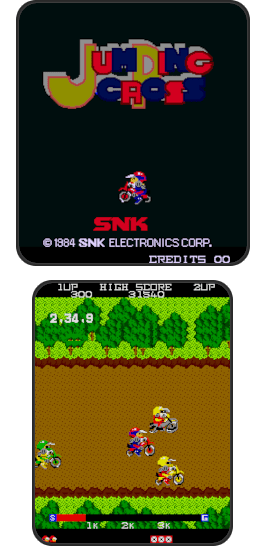 JUMPING
CROSS
SNK
© 1984 SNK ELECTRONICS CORP.
CREDITS 00
1UP HIGH SCORE 2UP
300 31540
2,34.9
S G
1K 2K 3K